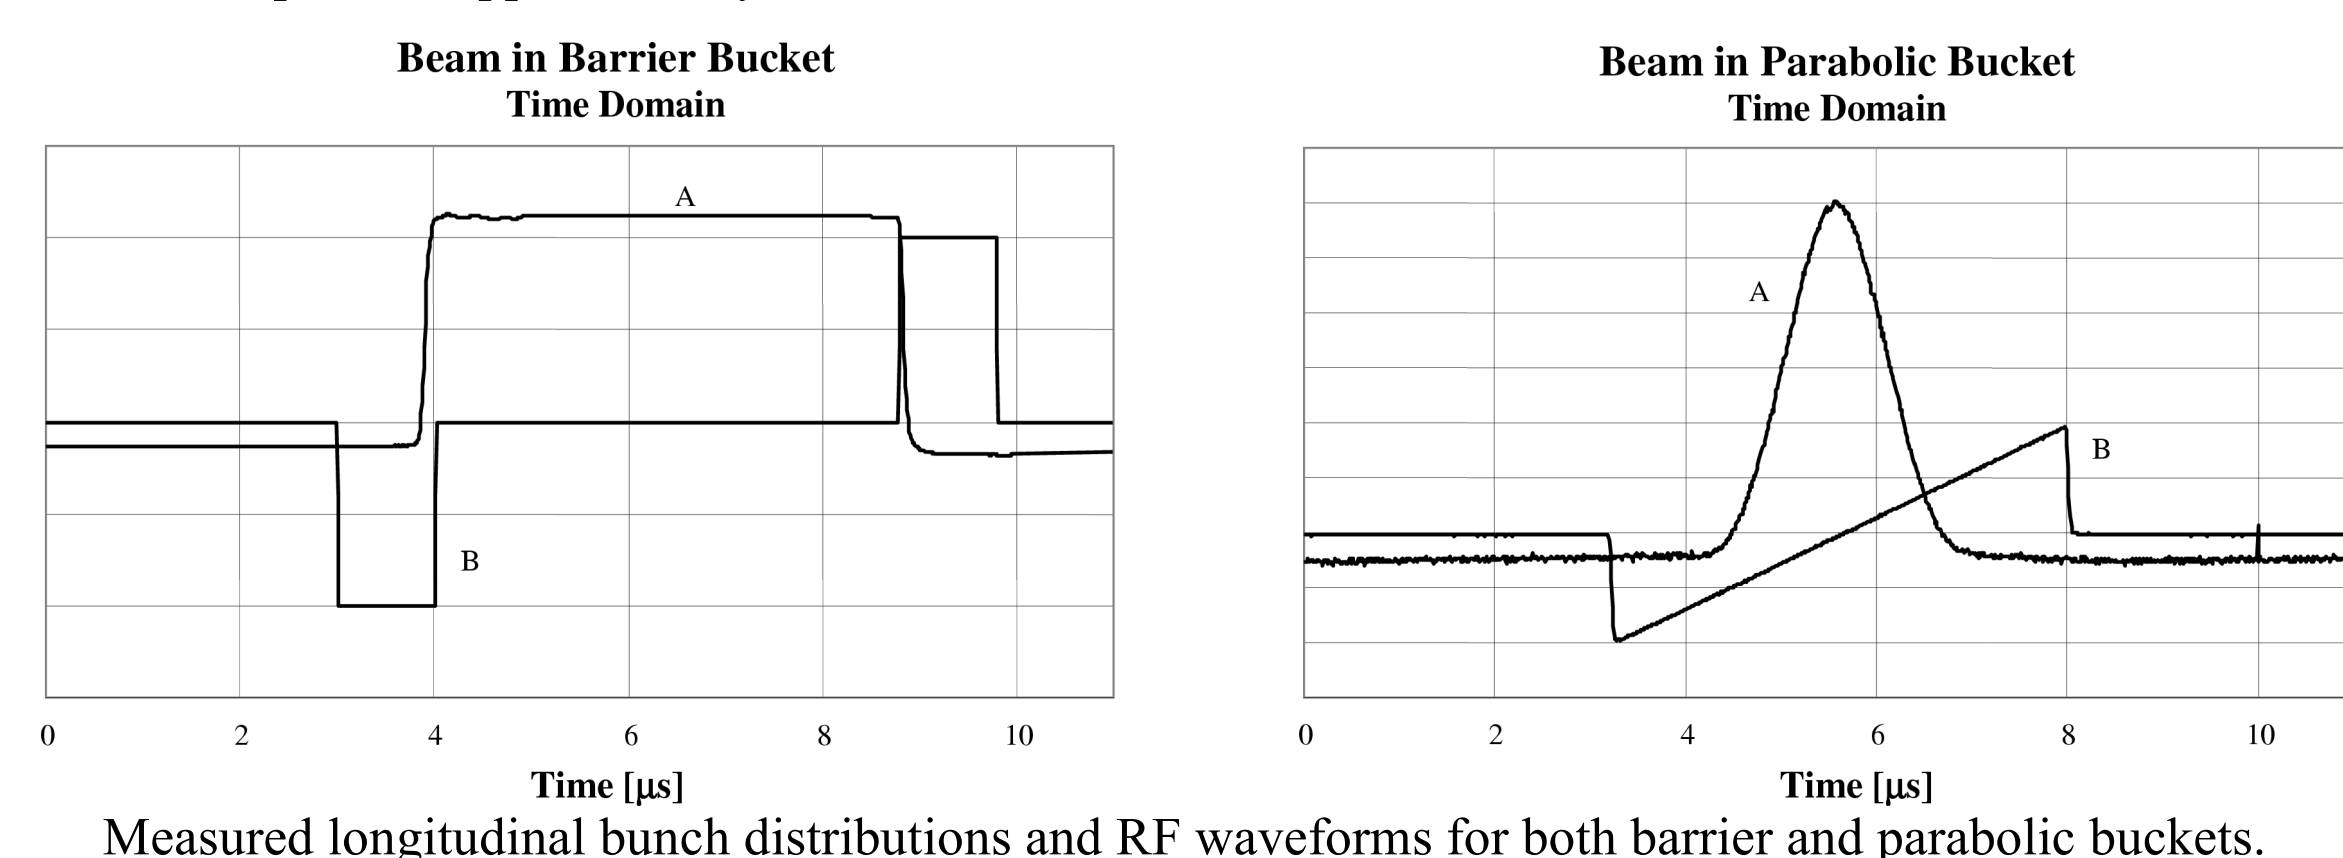 Beam in Barrier Bucket
Time Domain
A
B
0 2 4 6 8 10
Time [μs]
Beam in Parabolic Bucket
Time Domain
A
B
0 2 4 6 8 10
Time [μs]
Measured longitudinal bunch distributions and RF waveforms for both barrier and parabolic buckets.